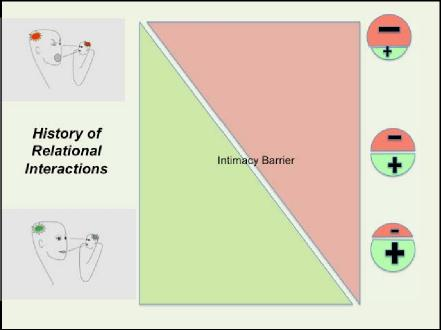 History of
Relational
Interactions
Intimacy Barrier